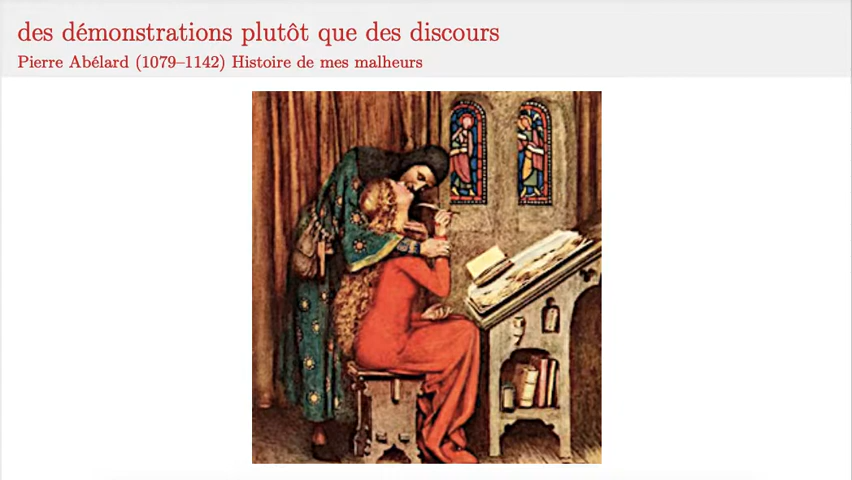 des démonstrations plutôt que des discours
Pierre Abélard (1079–1142) Histoire de mes malheurs